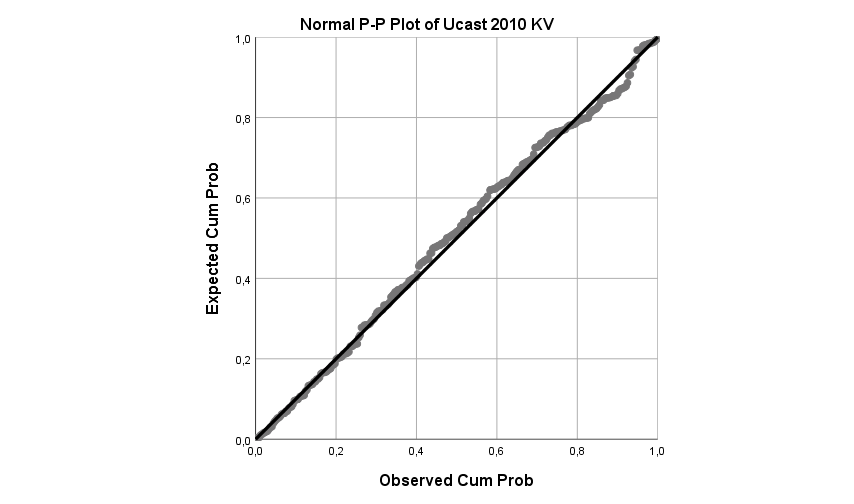 Normal P-P Plot of Ucast 2010 KV
1,0
0,8
0,6
0,4
0,2
0,0
Expected Cum Prob
0,0 0,2 0,4 0,6 0,8 1,0
Observed Cum Prob